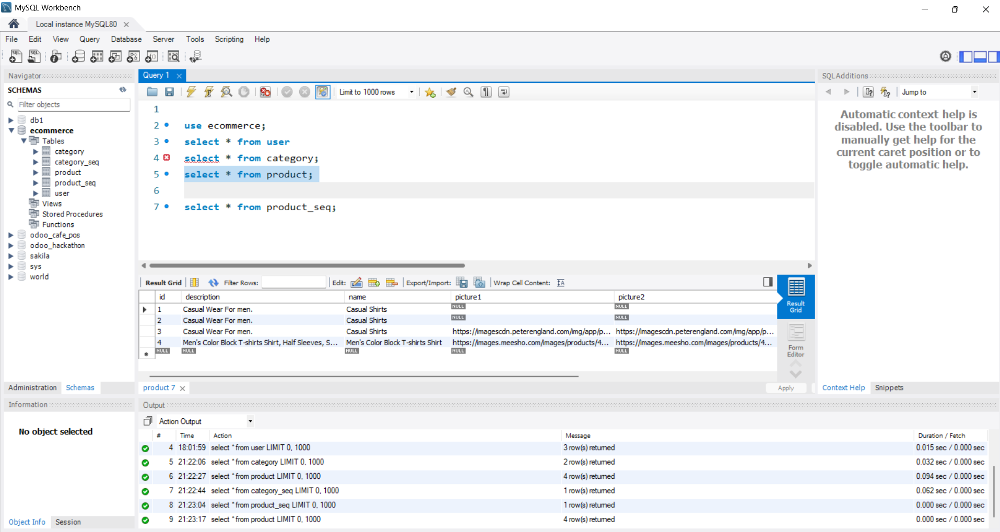 MySQL Workbench
Local instance MySQL80
File Edit View Query Database Server Tools Scripting Help
Navigator
SCHEMAS
Filter objects
db1
ecommerce
Tables
category
category_seq
product
product_seq
user
Views
Stored Procedures
Functions
odoo_cafe_pos
odoo_hackathon
sakila
sys
world
Administration Schemas
Information
No object selected
Object Info Session
Query 1
Limit to 1000 rows
1
2 use ecommerce;
3 select * from user
4 select * from category;
5 select * from product;
6
7 select * from product_seq;
Result Grid Filter Rows: Edit: Export/Import: Wrap Cell Content:
id description name picture1 picture2
1 Casual Wear For men. Casual Shirts NULL NULL
2 Casual Wear For men. Casual Shirts NULL NULL
3 Casual Wear For men. Casual Shirts https://imagescdn.peterengland.com/img/app/p... https://imagescdn.peterengland.com/img/app/p...
4 Men's Color Block T-shirts Shirt, Half Sleeves, S... Men's Color Block T-shirts Shirt https://images.meesho.com/images/products/4... https://images.meesho.com/images/products/4...
NULL NULL NULL NULL NULL
Result
Grid
Form
Editor
product 7
Apply
SQLAdditions
Jump to
Automatic context help is
disabled. Use the toolbar to
manually get help for the
current caret position or to
toggle automatic help.
Context Help Snippets
Output
Action Output
# Time Action Message Duration / Fetch
4 18:01:59 select * from user LIMIT 0, 1000 3 row(s) returned 0.015 sec / 0.000 sec
5 21:22:06 select * from category LIMIT 0, 1000 2 row(s) returned 0.032 sec / 0.000 sec
6 21:22:27 select * from product LIMIT 0, 1000 4 row(s) returned 0.094 sec / 0.000 sec
7 21:22:44 select * from category_seq LIMIT 0, 1000 1 row(s) returned 0.062 sec / 0.000 sec
8 21:23:04 select * from product_seq LIMIT 0, 1000 1 row(s) returned 0.000 sec / 0.000 sec
9 21:23:17 select * from product LIMIT 0, 1000 4 row(s) returned 0.000 sec / 0.000 sec